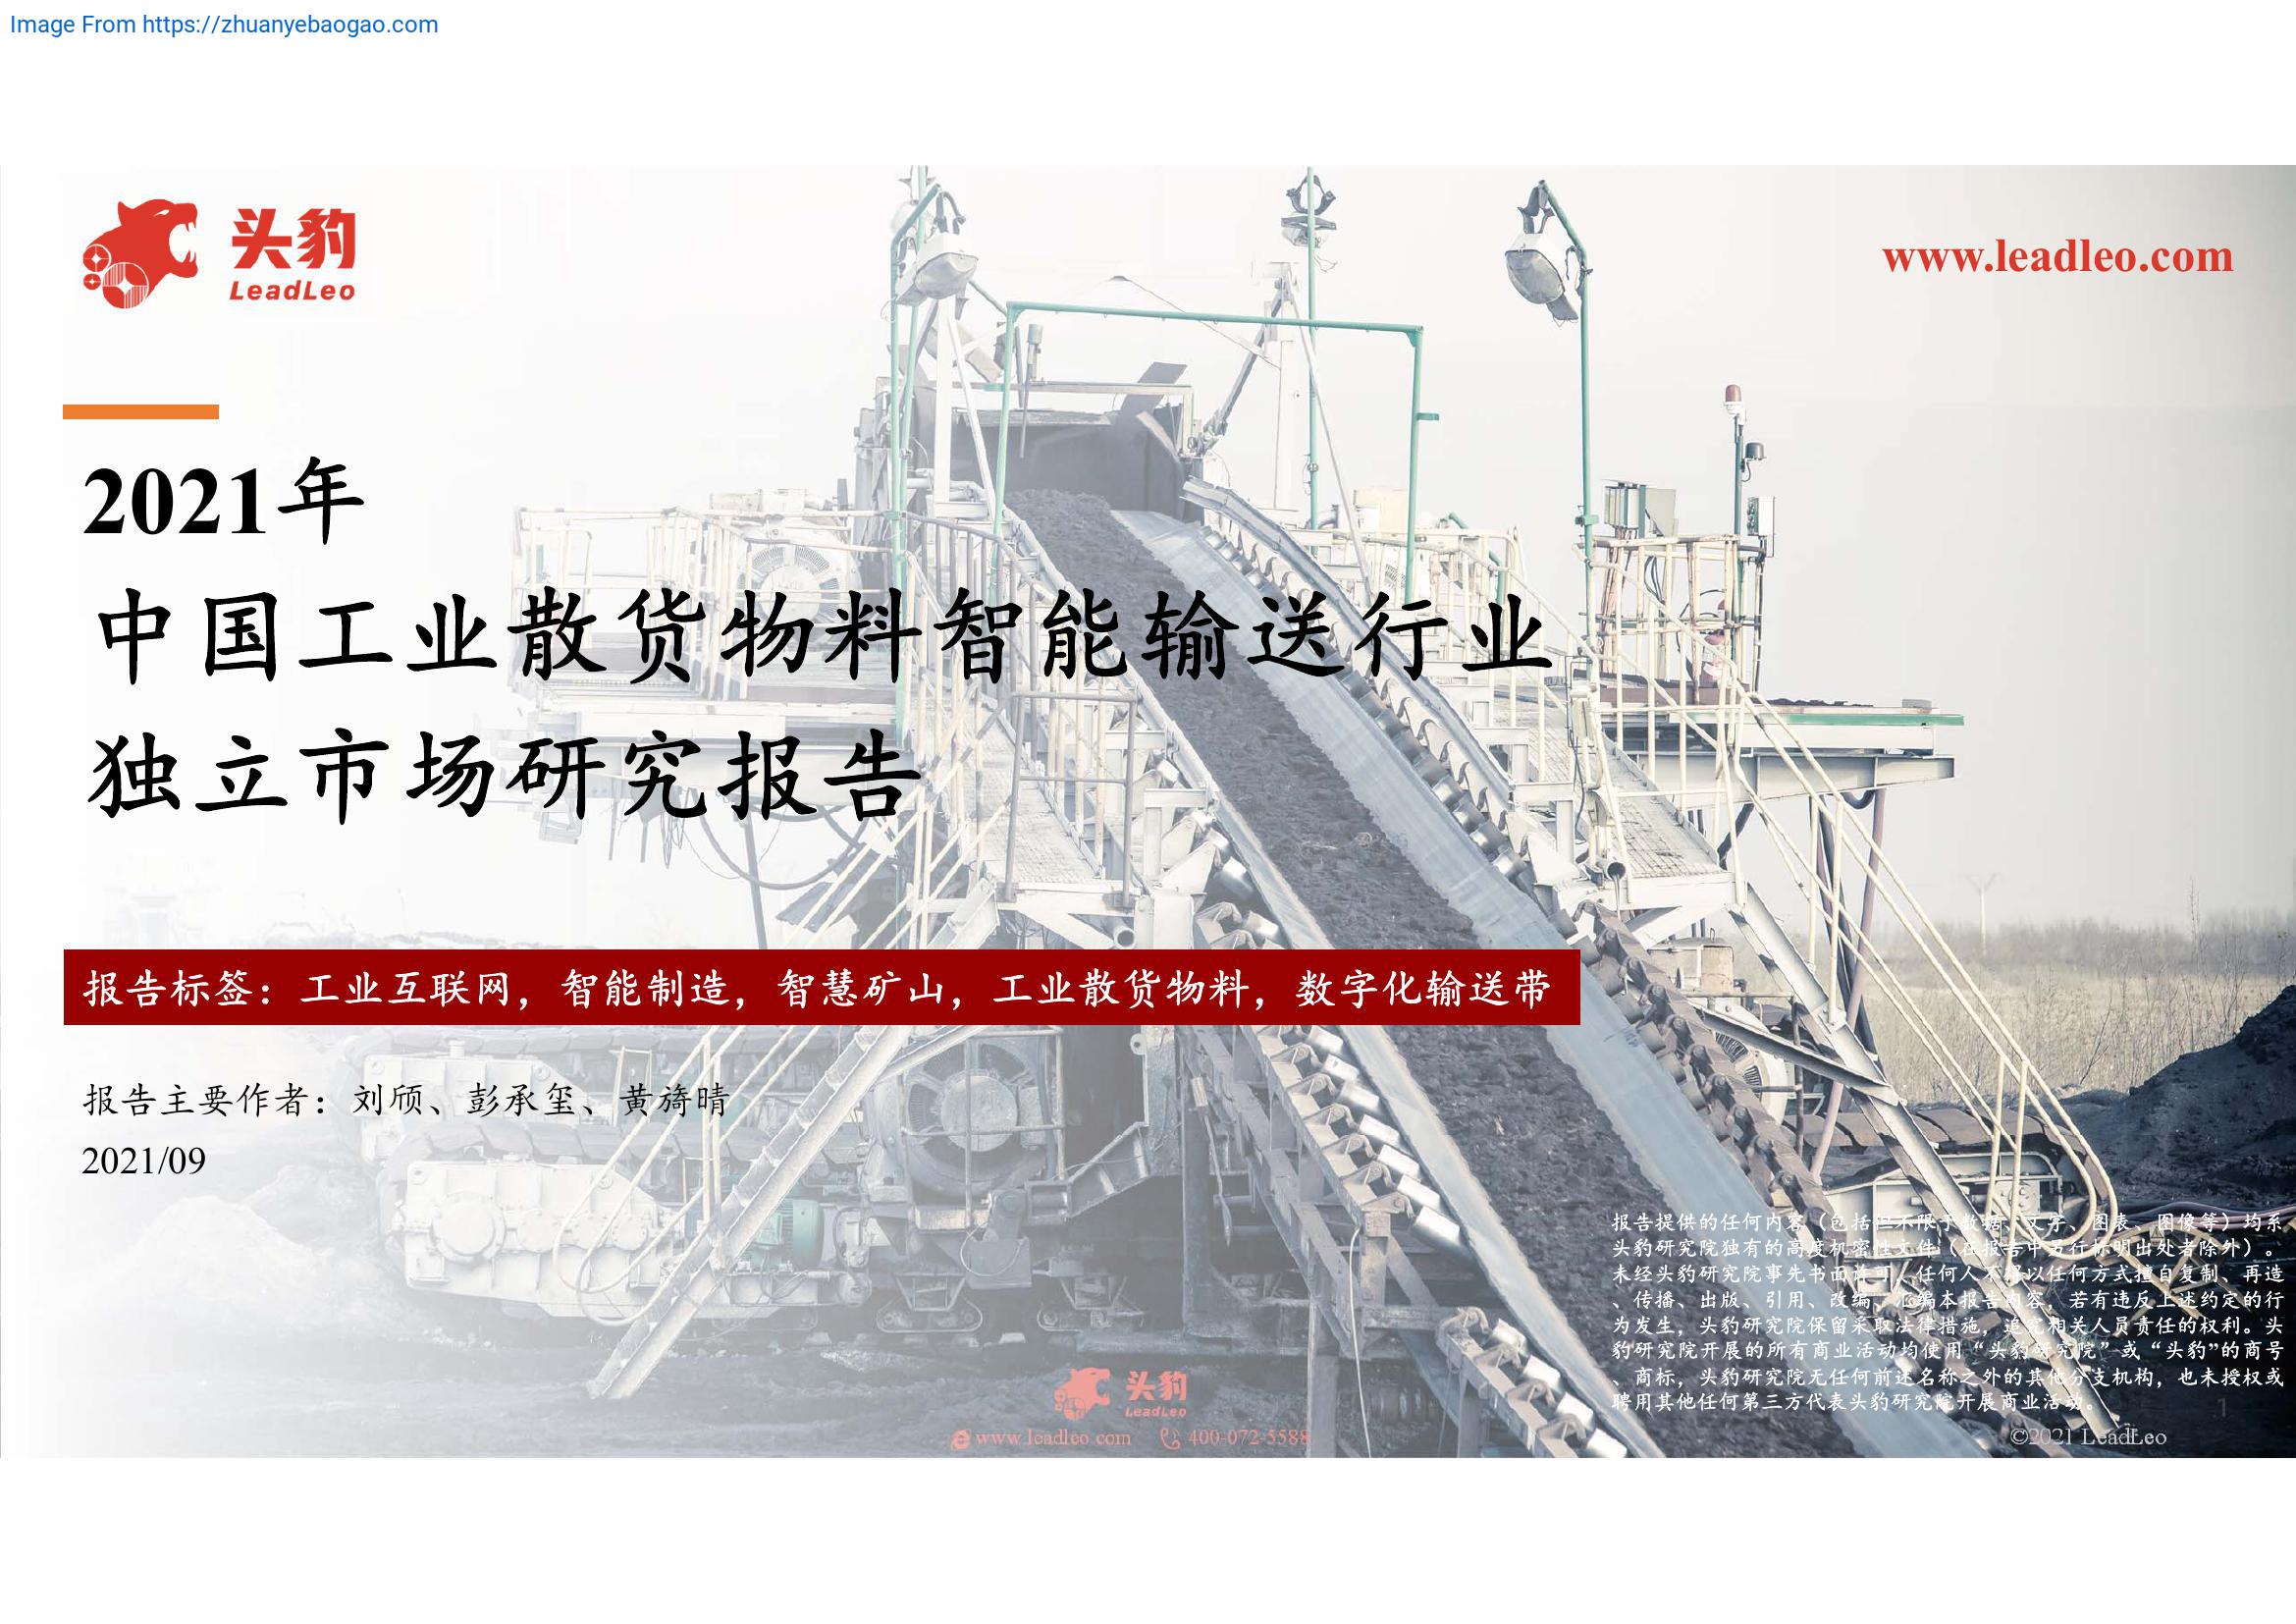 Image From https://zhuanyebaogao.com
头豹
LeadLeo
www.leadleo.com
2021年
中国工业散货物料智能输送行业
独立市场研究报告
报告标签：工业互联网，智能制造，智慧矿山，工业散货物料，数字化输送带
报告主要作者：刘颀、彭承玺、黄旖晴
2021/09
报告提供的任何内容（包括但不限于数据、文字、图表、图像等）均系
头豹研究院独有的高度机密性文件（在报告中另行标明出处者除外）。
未经头豹研究院事先书面许可，任何人不得以任何方式擅自复制、再造
、传播、出版、引用、改编、汇编本报告内容，若有违反上述约定的行
为发生，头豹研究院保留采取法律措施，追究相关人员责任的权利。头
豹研究院开展的所有商业活动均使用“头豹研究院”或“头豹”的商号
、商标，头豹研究院无任何前述名称之外的其他分支机构，也未授权或
聘用其他任何第三方代表头豹研究院开展商业活动。
1
头豹
LeadLeo
www.leadleo.com 400-072-5588
©2021 LeadLeo